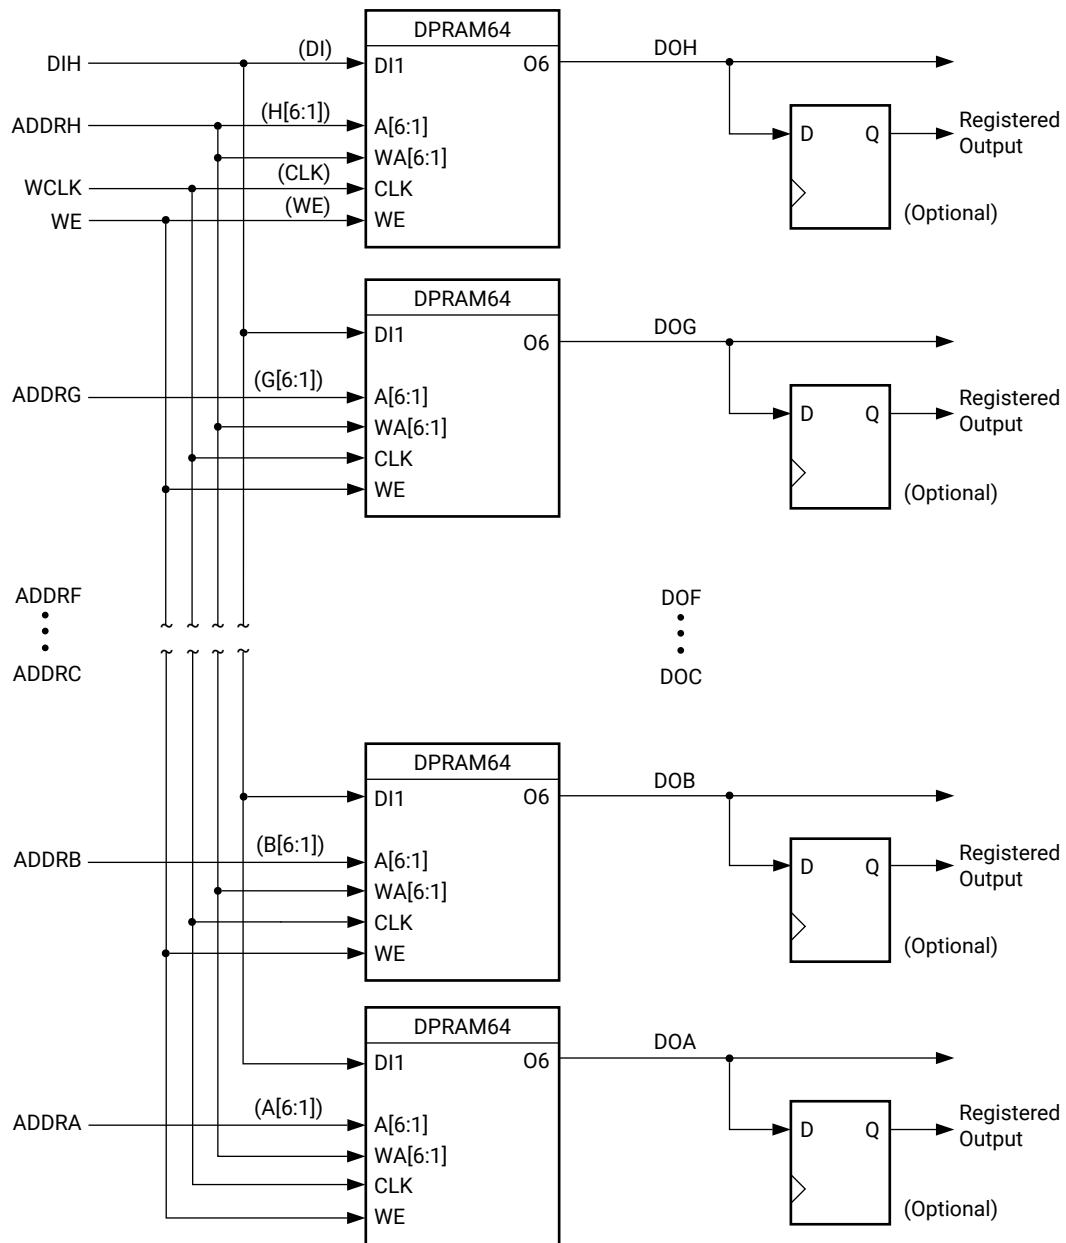 DPRAM64
DIH (DI) DI1 O6 DOH
ADDRH (H[6:1]) A[6:1] D Q Registered Output
WA[6:1]
WCLK (CLK) CLK
WE (WE) WE (Optional)
DPRAM64
DI1 O6 DOG
ADDRG (G[6:1]) A[6:1] D Q Registered Output
WA[6:1]
CLK
WE (Optional)
ADDRF DOF
ADDRC DOC
DPRAM64
DI1 O6 DOB
ADDRB (B[6:1]) A[6:1] D Q Registered Output
WA[6:1]
CLK
WE (Optional)
DPRAM64
DI1 O6 DOA
ADDRA (A[6:1]) A[6:1] D Q Registered Output
WA[6:1]
CLK
WE (Optional)